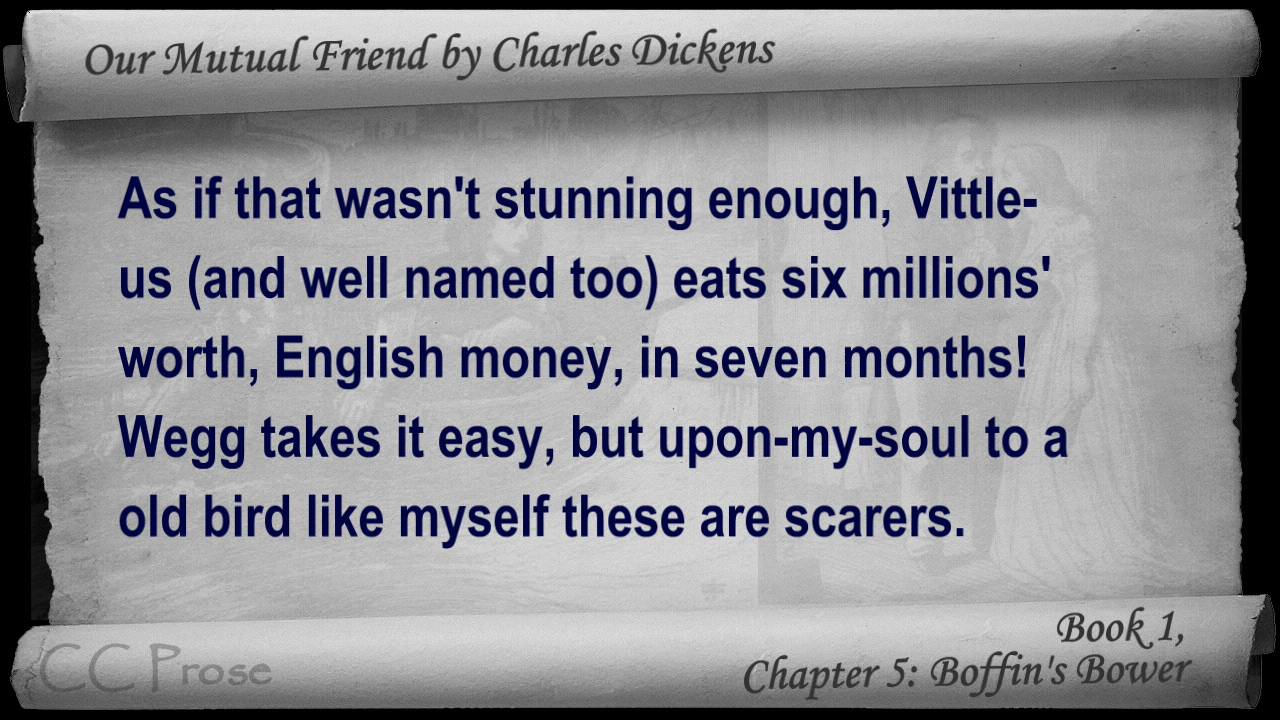 Our Mutual Friend by Charles Dickens
As if that wasn't stunning enough, Vittle-
us (and well named too) eats six millions'
worth, English money, in seven months!
Wegg takes it easy, but upon-my-soul to a
old bird like myself these are scarers.
Book 1,
CC Prose
Chapter 5: Boffin's Bower